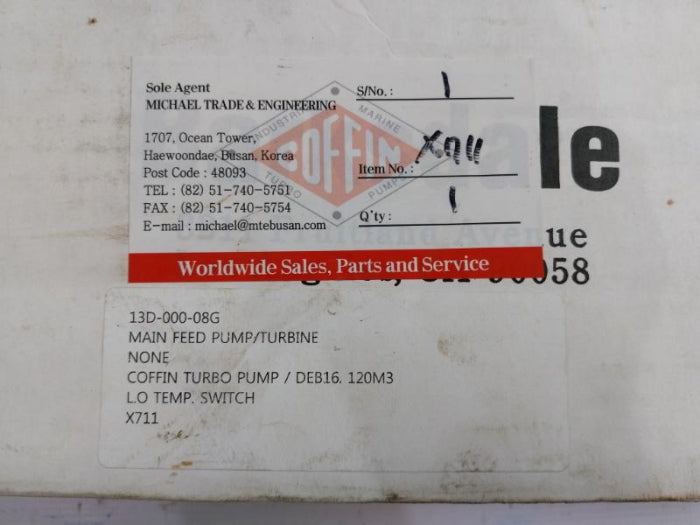 Sole Agent
MICHAEL TRADE & ENGINEERING
1707, Ocean Tower,
Haewoondae, Busan, Korea
Post Code : 48093
TEL : (82) 51-740-5751
FAX : (82) 51-740-5754
E-mail : michael@mtebusan.com
INDUSTRIAL MARINE
COFFIN
TURBO PUMPS
S/No. : 1
Item No. : X711
Q'ty : 1
Worldwide Sales, Parts and Service
dale
Avenue
90058
13D-000-08G
MAIN FEED PUMP/TURBINE
NONE
COFFIN TURBO PUMP / DEB16. 120M3
L.O TEMP. SWITCH
X711